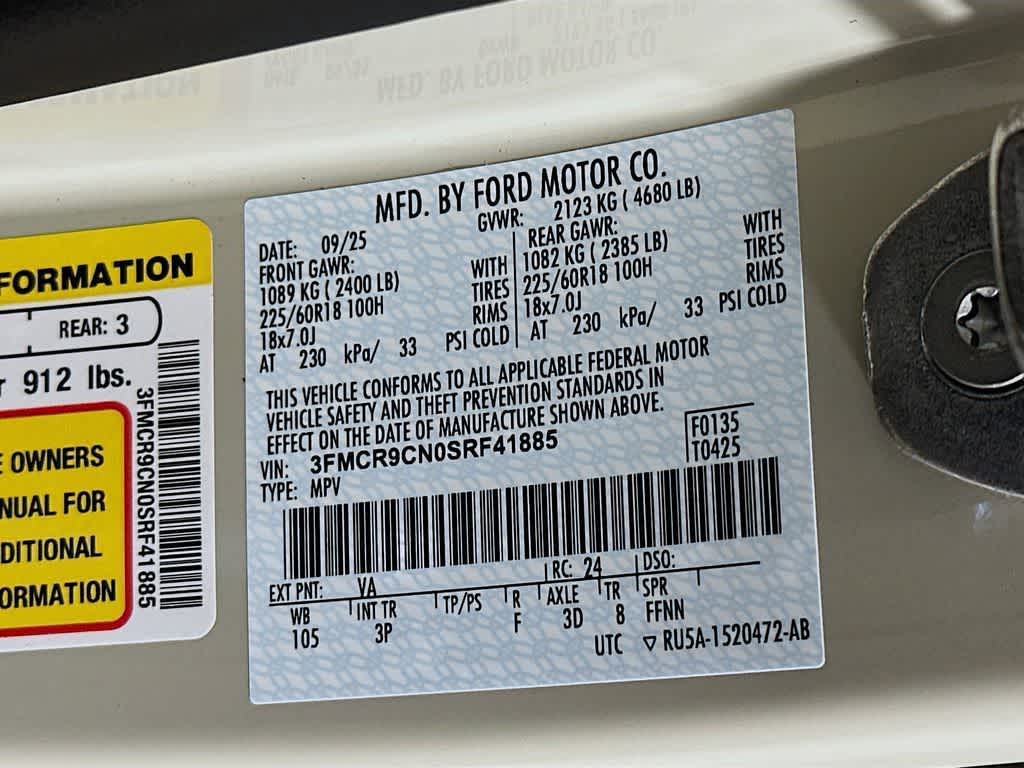 MFD. BY FORD MOTOR CO.
DATE: 09/25
GVWR: 2123 KG ( 4680 LB)
FRONT GAWR:
1089 KG ( 2400 LB) WITH
225/60R18 100H TIRES
18x7.0J RIMS
AT 230 kPa/ 33 PSI COLD
REAR GAWR:
1082 KG ( 2385 LB) WITH
225/60R18 100H TIRES
18x7.0J RIMS
AT 230 kPa/ 33 PSI COLD
THIS VEHICLE CONFORMS TO ALL APPLICABLE FEDERAL MOTOR
VEHICLE SAFETY AND THEFT PREVENTION STANDARDS IN
EFFECT ON THE DATE OF MANUFACTURE SHOWN ABOVE.
VIN: 3FMCR9CN0SRF41885
TYPE: MPV
F0135
T0425
EXT PNT: VA RC: 24 DSO:
WB INT TR TP/PS R AXLE TR SPR
105 3P F 3D 8 FFNN
UTC ▽ RU5A-1520472-AB
FORMATION
REAR: 3
912 lbs.
OWNERS
NUAL FOR
DITIONAL
ORMATION
3FMCR9CN0SRF41885